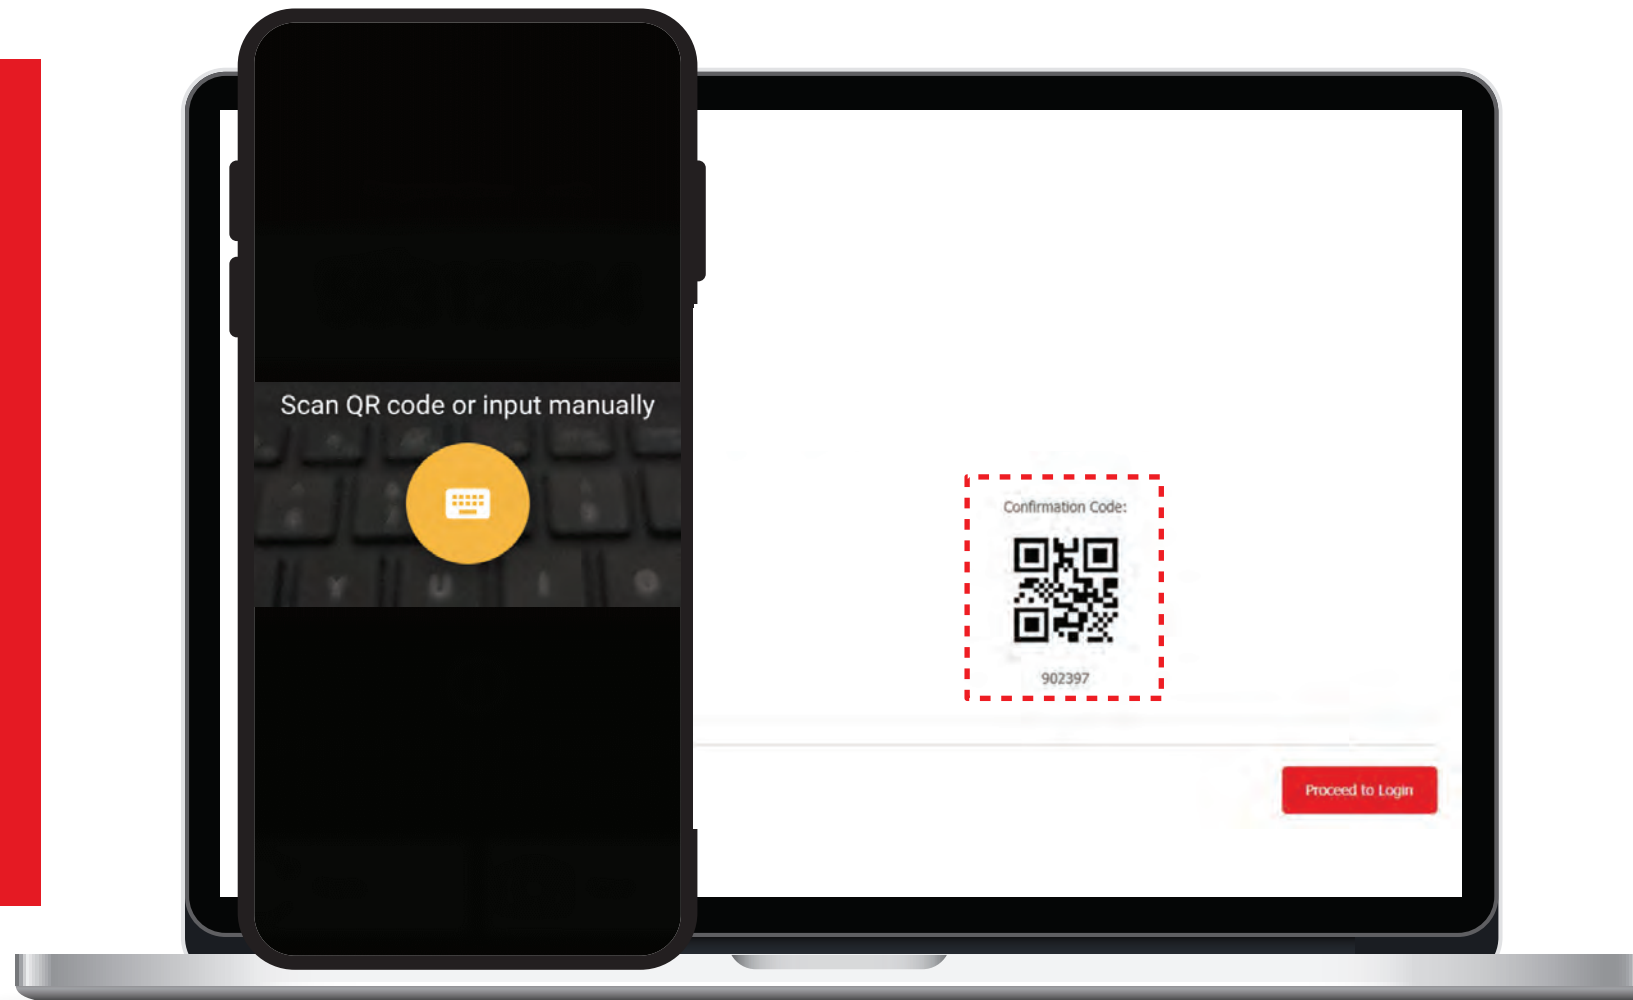 Scan QR code or input manually
Y U I O
Confirmation Code:
902397
Proceed to Login